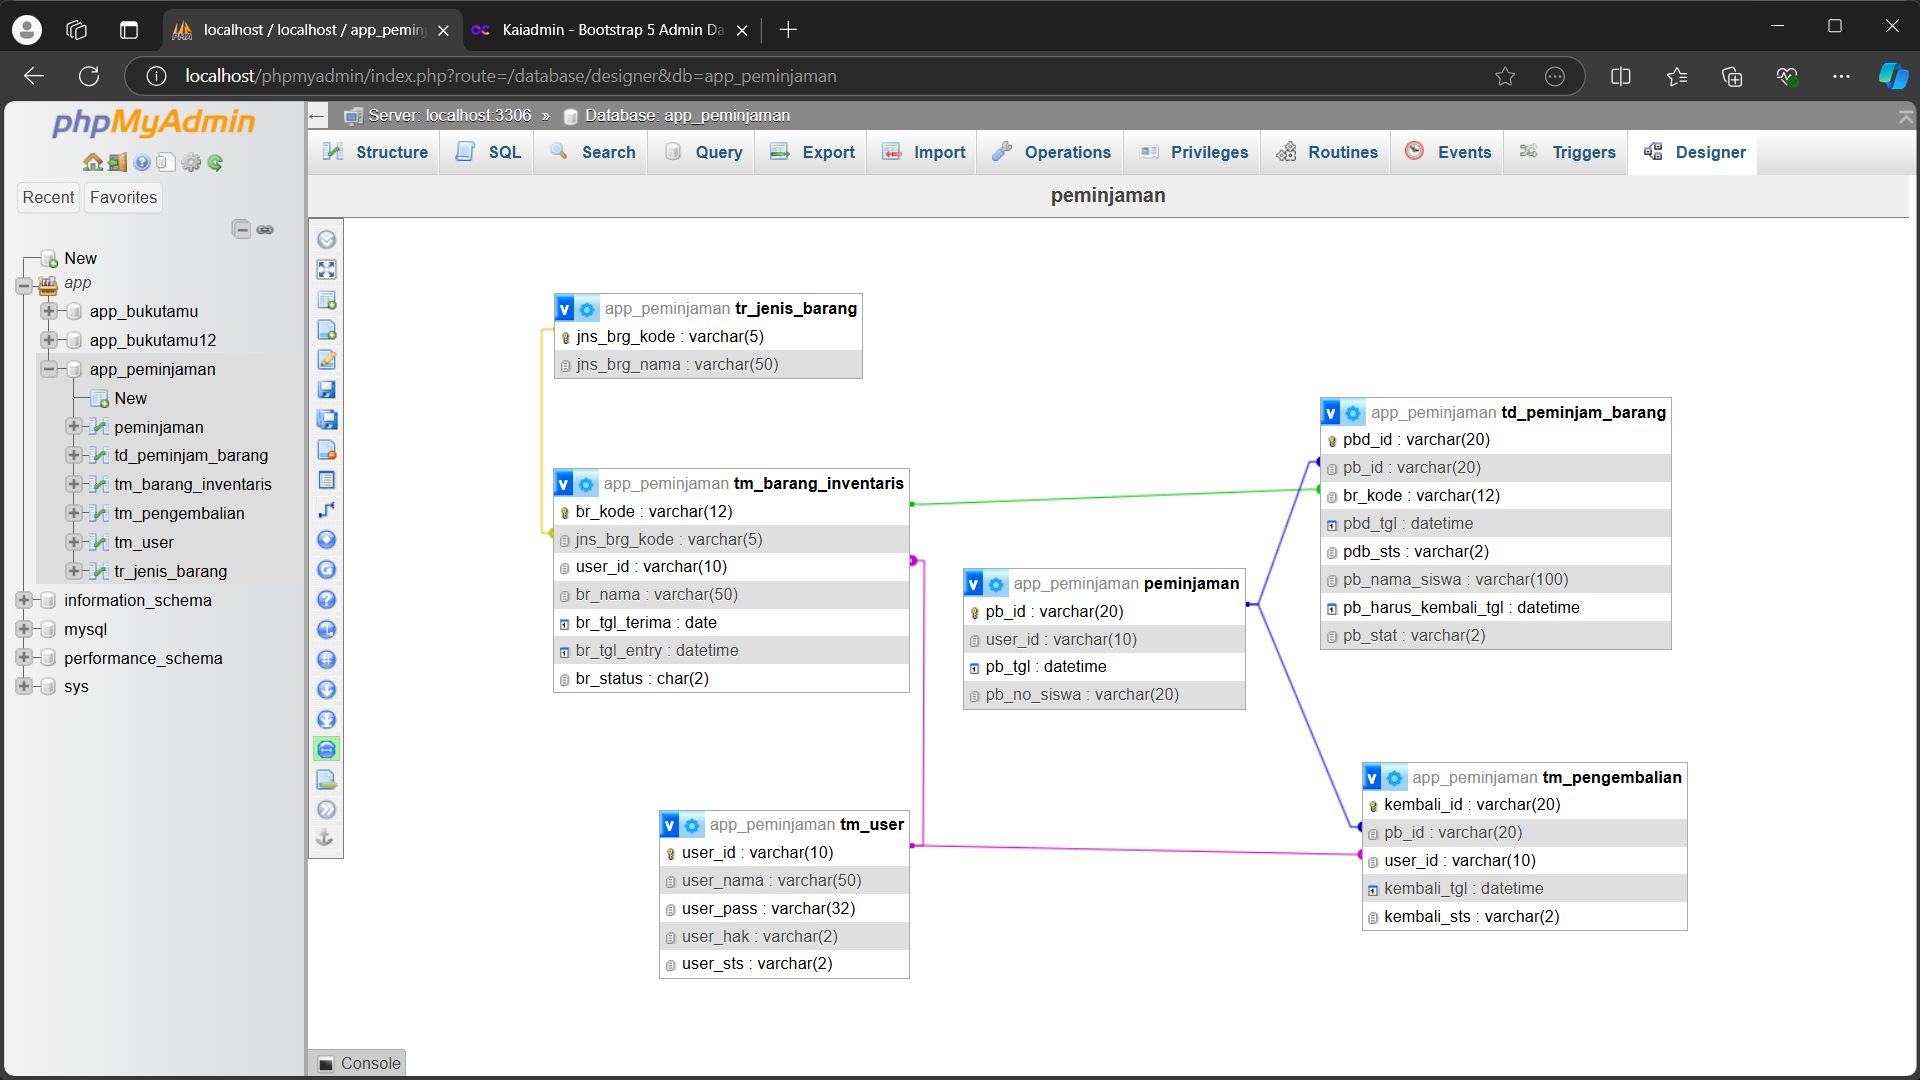 localhost / localhost / app_pemin
Kaiadmin - Bootstrap 5 Admin Da
localhost/phpmyadmin/index.php?route=/database/designer&db=app_peminjaman
phpMyAdmin
Recent
Favorites
New
app
app_bukutamu
app_bukutamu12
app_peminjaman
New
peminjaman
td_peminjam_barang
tm_barang_inventaris
tm_pengembalian
tm_user
tr_jenis_barang
information_schema
mysql
performance_schema
sys
Server: localhost:3306 » Database: app_peminjaman
Structure
SQL
Search
Query
Export
Import
Operations
Privileges
Routines
Events
Triggers
Designer
peminjaman
v app_peminjaman tr_jenis_barang
jns_brg_kode : varchar(5)
jns_brg_nama : varchar(50)
v app_peminjaman tm_barang_inventaris
br_kode : varchar(12)
jns_brg_kode : varchar(5)
user_id : varchar(10)
br_nama : varchar(50)
br_tgl_terima : date
br_tgl_entry : datetime
br_status : char(2)
v app_peminjaman peminjaman
pb_id : varchar(20)
user_id : varchar(10)
pb_tgl : datetime
pb_no_siswa : varchar(20)
v app_peminjaman td_peminjam_barang
pbd_id : varchar(20)
pb_id : varchar(20)
br_kode : varchar(12)
pbd_tgl : datetime
pdb_sts : varchar(2)
pb_nama_siswa : varchar(100)
pb_harus_kembali_tgl : datetime
pb_stat : varchar(2)
v app_peminjaman tm_user
user_id : varchar(10)
user_nama : varchar(50)
user_pass : varchar(32)
user_hak : varchar(2)
user_sts : varchar(2)
v app_peminjaman tm_pengembalian
kembali_id : varchar(20)
pb_id : varchar(20)
user_id : varchar(10)
kembali_tgl : datetime
kembali_sts : varchar(2)
Console